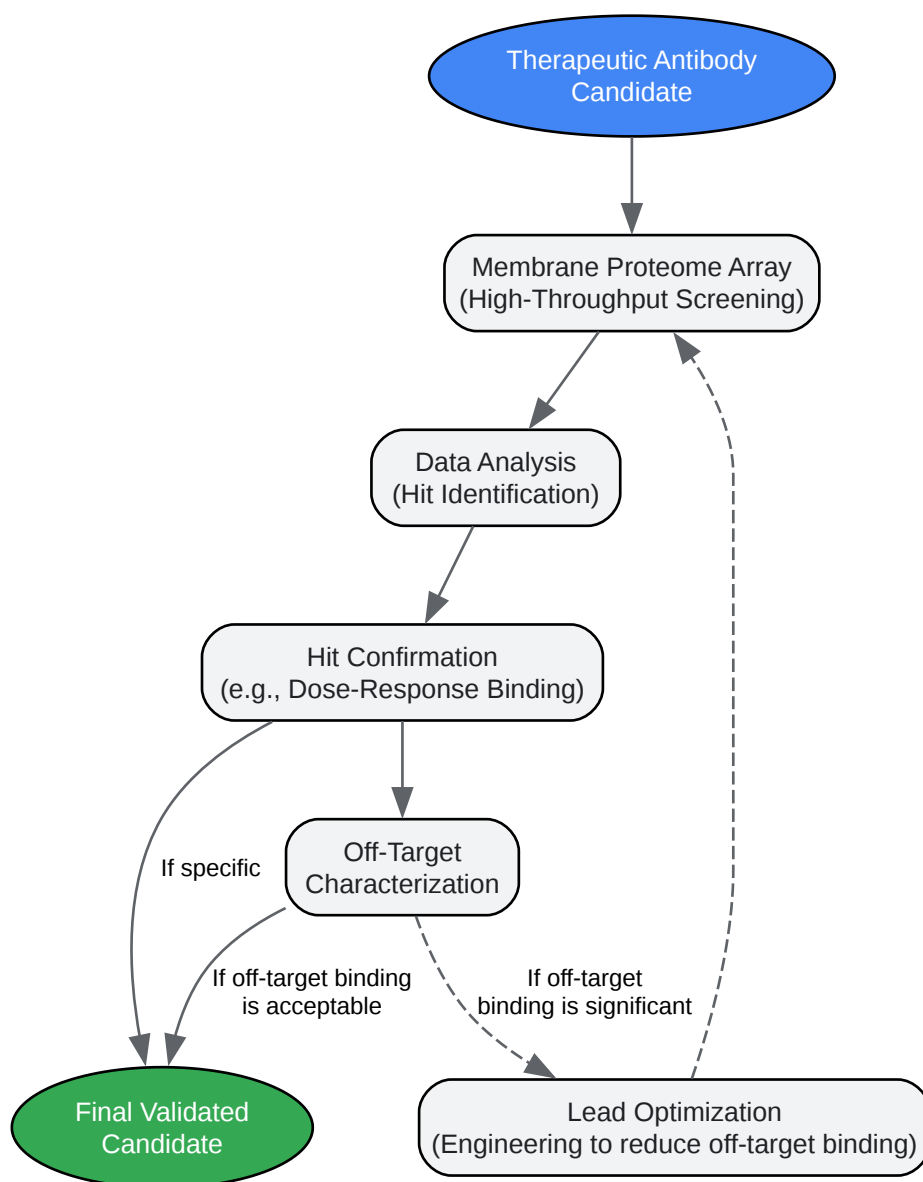 Therapeutic Antibody
Candidate
Membrane Proteome Array
(High-Throughput Screening)
Data Analysis
(Hit Identification)
Hit Confirmation
(e.g., Dose-Response Binding)
If specific
Off-Target
Characterization
If off-target binding
is acceptable
If off-target
binding is significant
Final Validated
Candidate
Lead Optimization
(Engineering to reduce off-target binding)